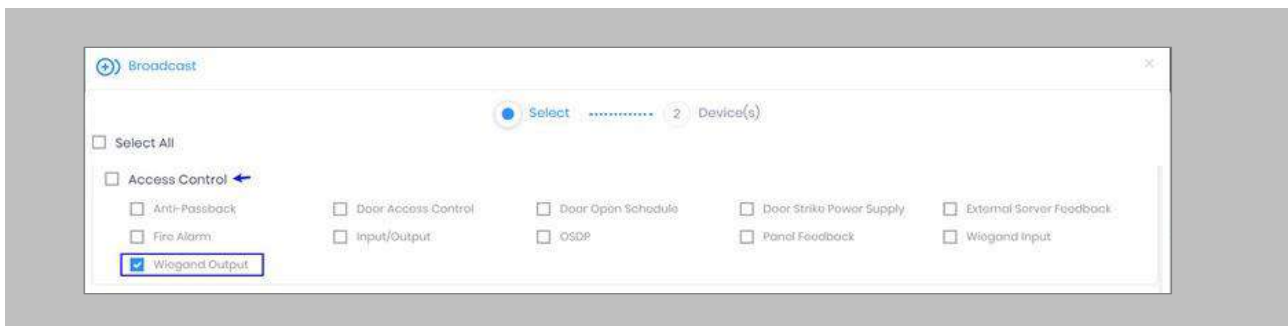 Broadcast
Select 2 Device(s)
Select All
Access Control
Anti-Passback Door Access Control Door Open Schedule Door Strike Power Supply External Server Feedback
Fire Alarm Input/Output OSDP Panel Feedback Wiegand Input
Wiegand Output